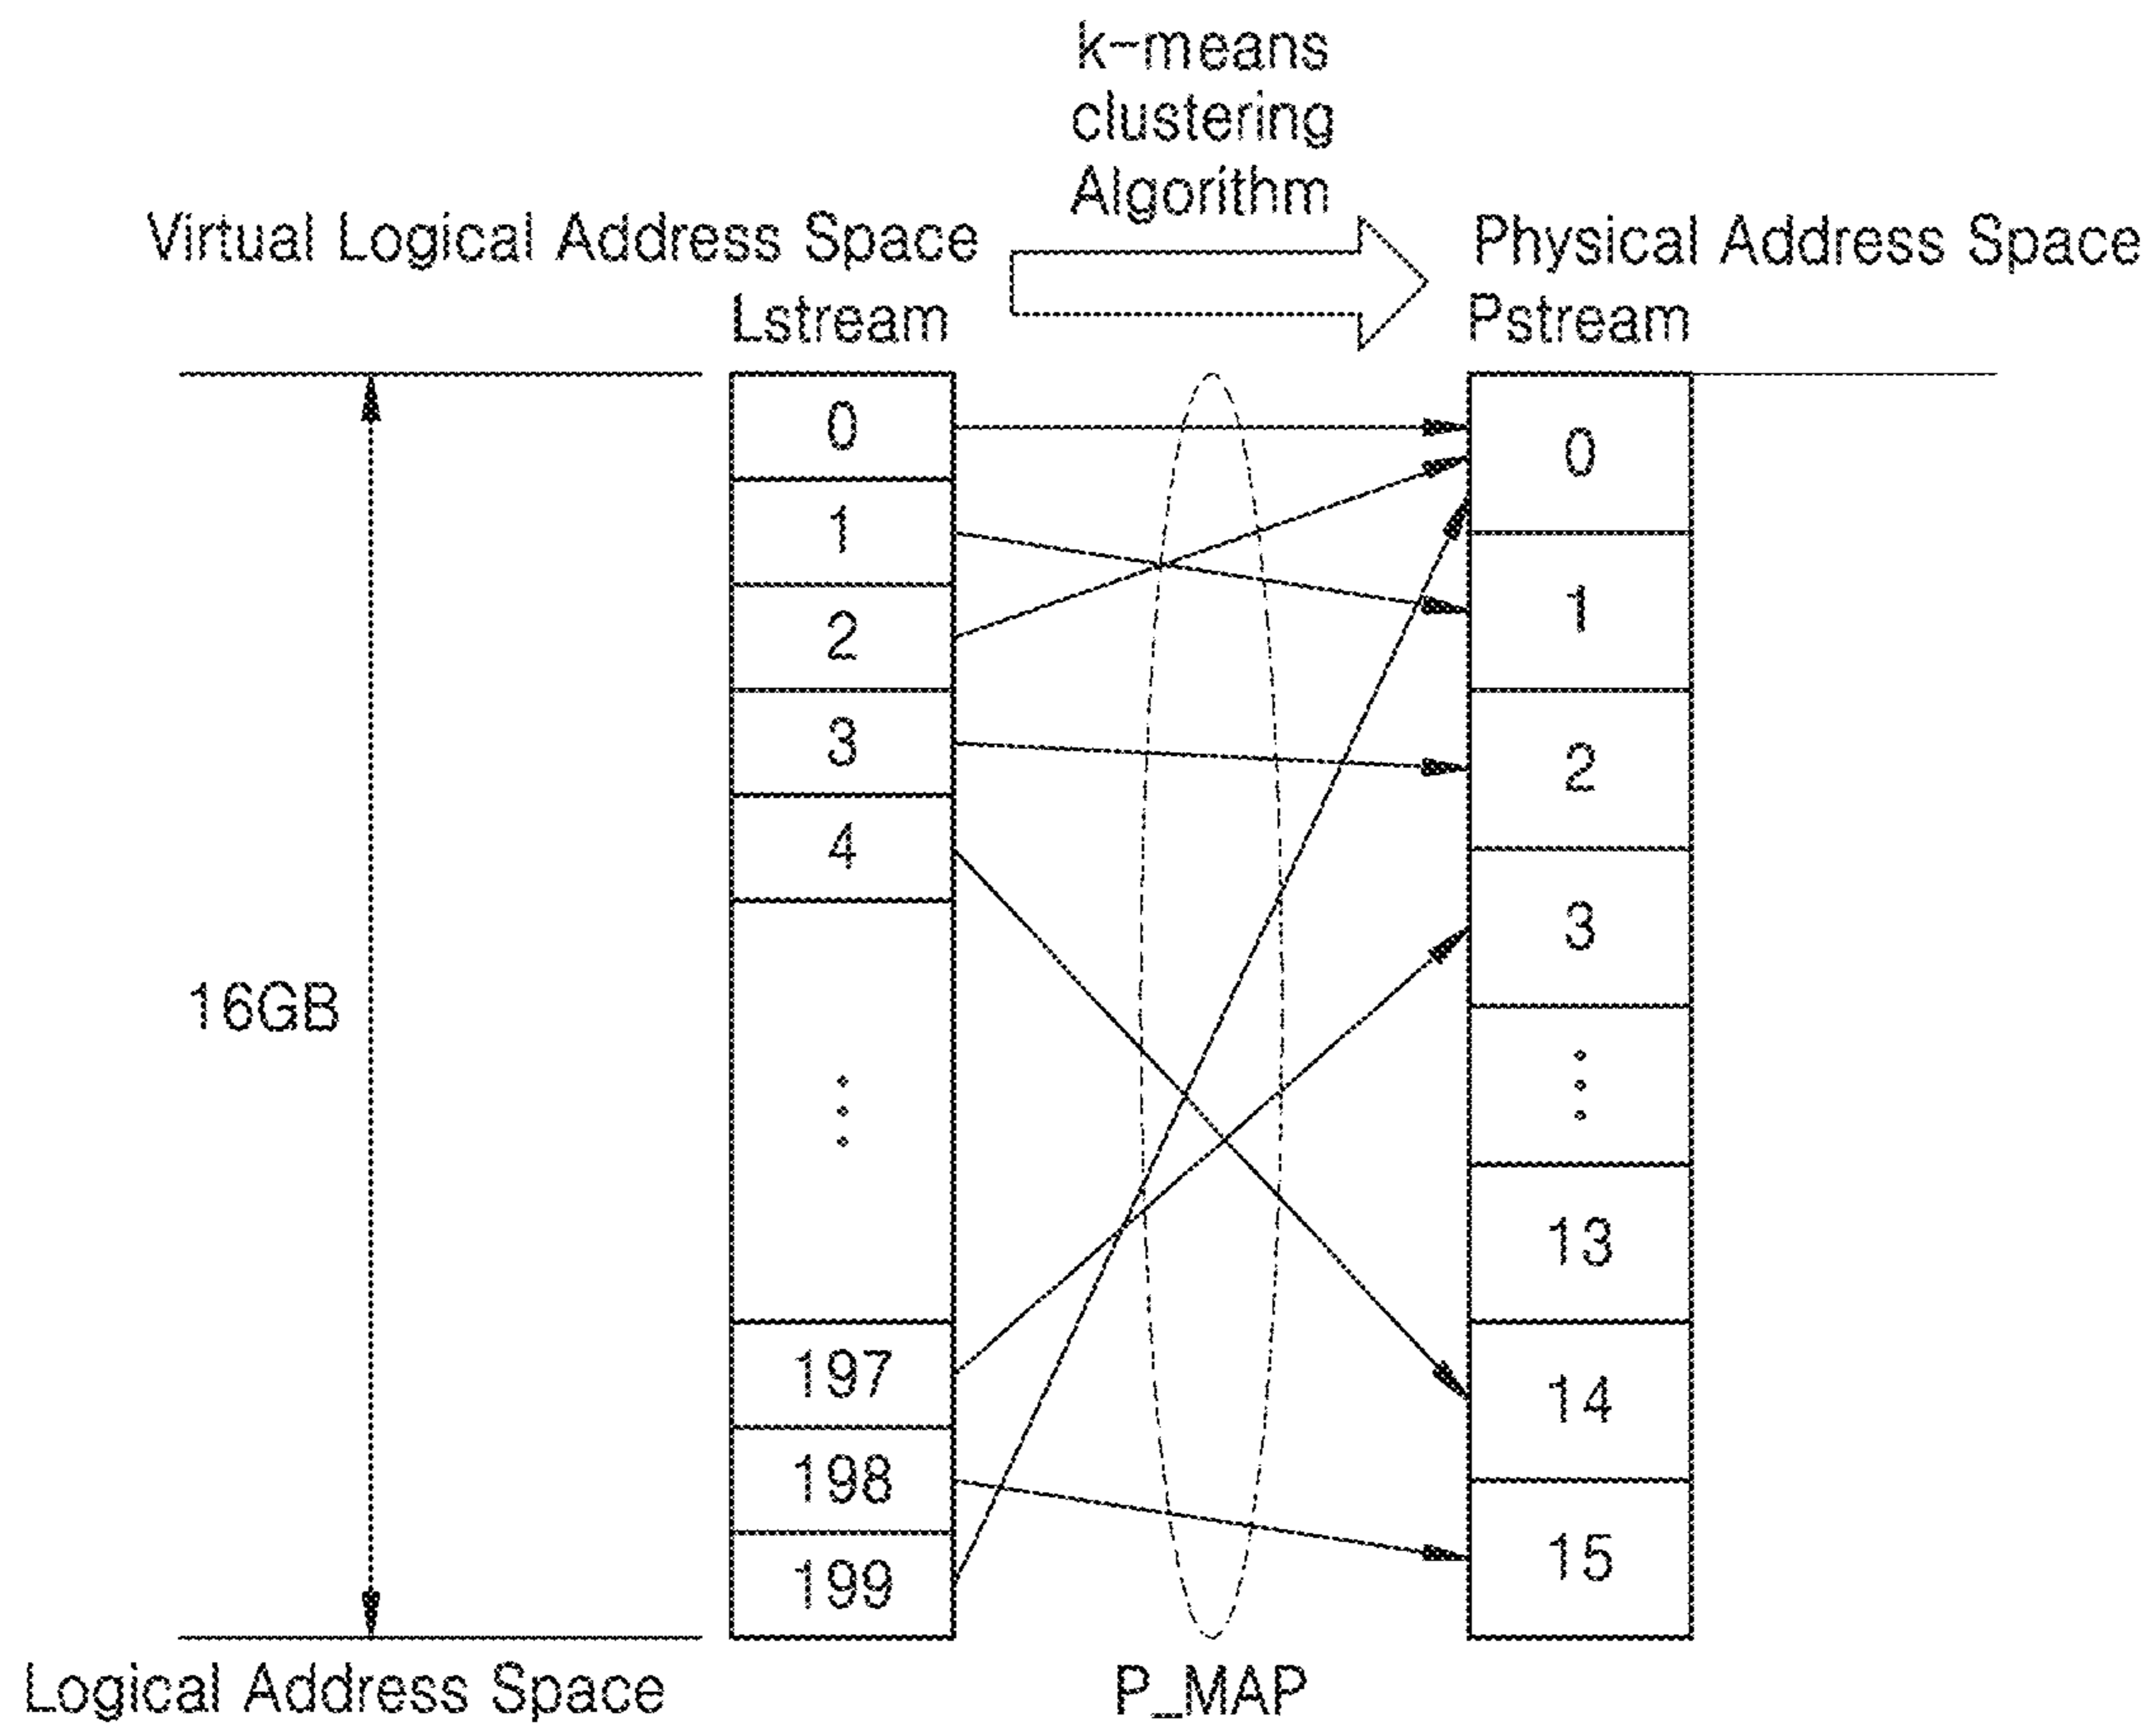 k-means
clustering
Algorithm
Virtual Logical Address Space
Physical Address Space
Lstream
Pstream
0
1
2
3
4
197
198
199
0
1
2
3
13
14
15
16GB
Logical Address Space
P_MAP